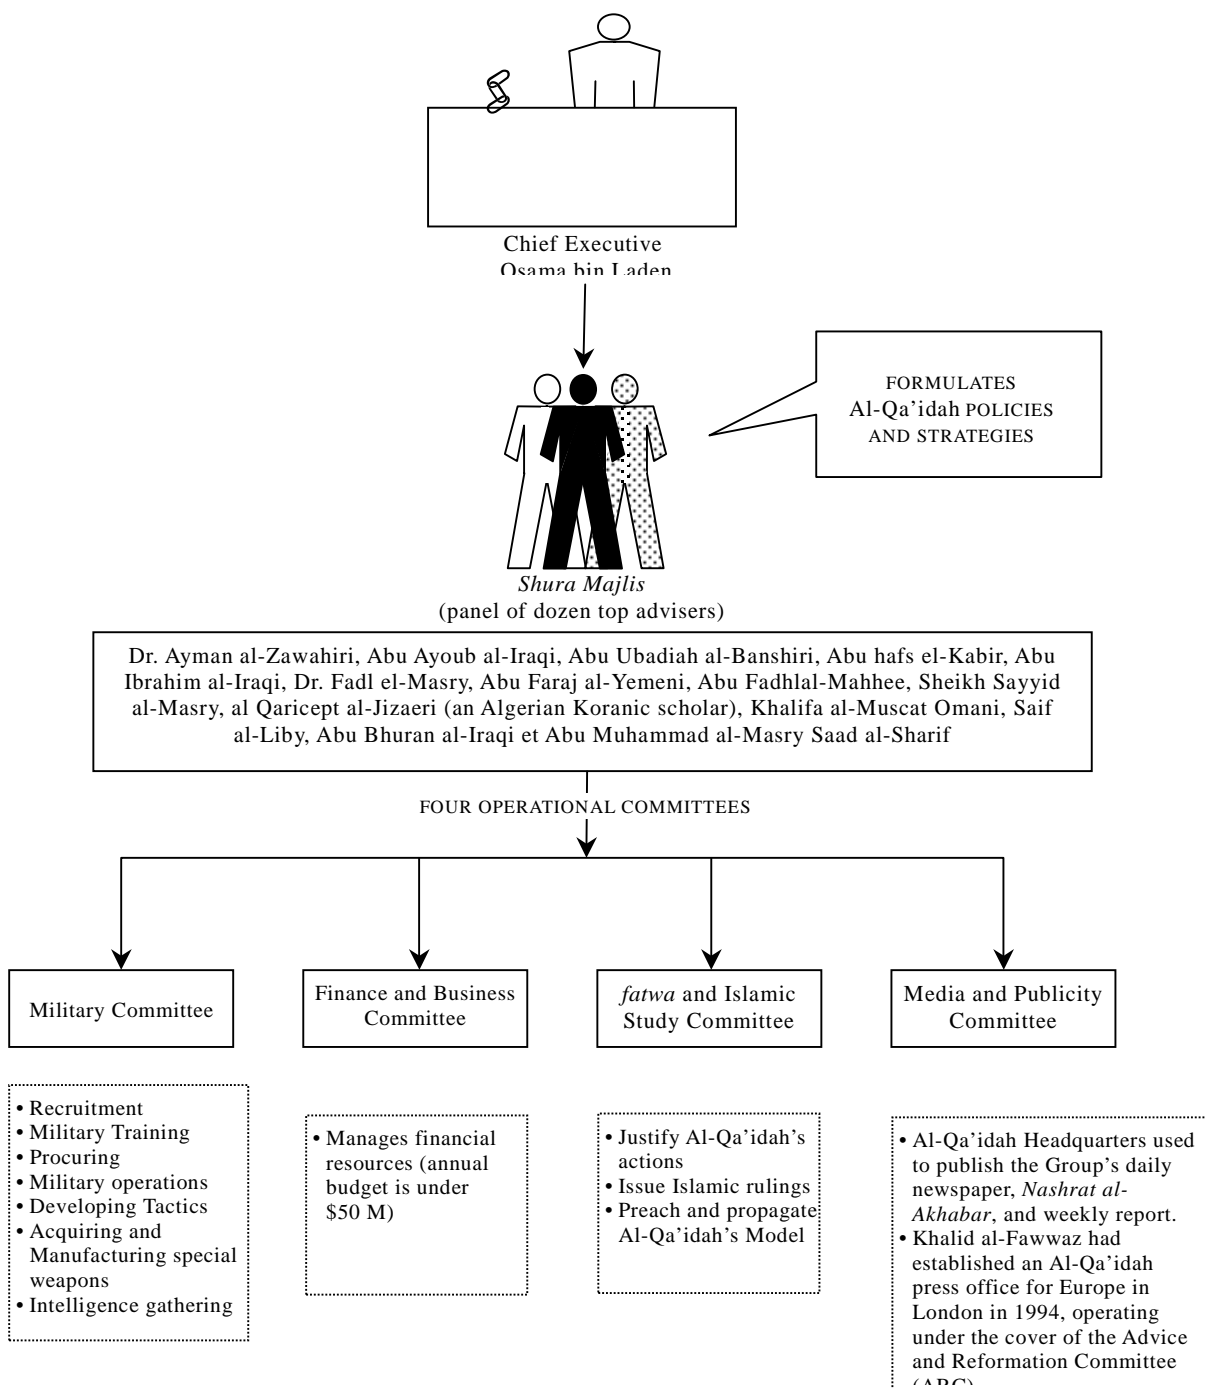 Chief Executive
Osama bin Laden
FORMULATES
Al-Qa’idah POLICIES
AND STRATEGIES
Shura Majlis
(panel of dozen top advisers)
Dr. Ayman al-Zawahiri, Abu Ayoub al-Iraqi, Abu Ubadiah al-Banshiri, Abu hafs el-Kabir, Abu
Ibrahim al-Iraqi, Dr. Fadl el-Masry, Abu Faraj al-Yemeni, Abu Fadhlal-Mahhee, Sheikh Sayyid
al-Masry, al Qaricept al-Jizaeri (an Algerian Koranic scholar), Khalifa al-Muscat Omani, Saif
al-Liby, Abu Bhuran al-Iraqi et Abu Muhammad al-Masry Saad al-Sharif
FOUR OPERATIONAL COMMITTEES
Military Committee
Finance and Business
Committee
fatwa and Islamic
Study Committee
Media and Publicity
Committee
• Recruitment
• Military Training
• Procuring
• Military operations
• Developing Tactics
• Acquiring and
Manufacturing special
weapons
• Intelligence gathering
• Manages financial
resources (annual
budget is under
$50 M)
• Justify Al-Qa’idah’s
actions
• Issue Islamic rulings
• Preach and propagate
Al-Qa’idah’s Model
• Al-Qa’idah Headquarters used
to publish the Group’s daily
newspaper, Nashrat al-
Akhabar, and weekly report.
• Khalid al-Fawwaz had
established an Al-Qa’idah
press office for Europe in
London in 1994, operating
under the cover of the Advice
and Reformation Committee
(ARC)